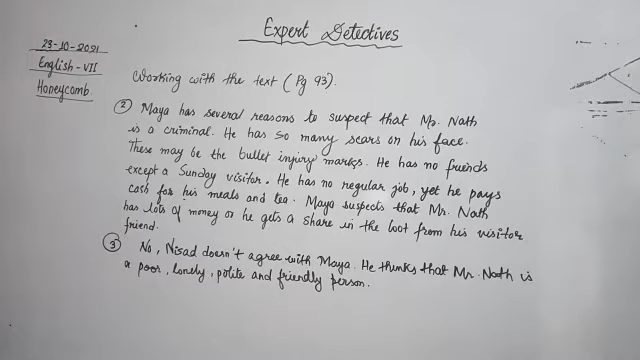 Expert Detectives
23-10-2021
English-VII
Honeycomb
Working with the text (Pg 93).
② Maya has several reasons to suspect that Mr. Nath
is a criminal. He has so many scars on his face.
These may be the bullet injury marks. He has no friends
except a Sunday visitor. He has no regular job, yet he pays
cash for his meals and tea. Maya suspects that Mr. Nath
has lots of money or he gets a share in the loot from his visitor
friend.
③ No, Nisad doesn't agree with Maya. He thinks that Mr. Nath is
a poor, lonely, polite and friendly person.